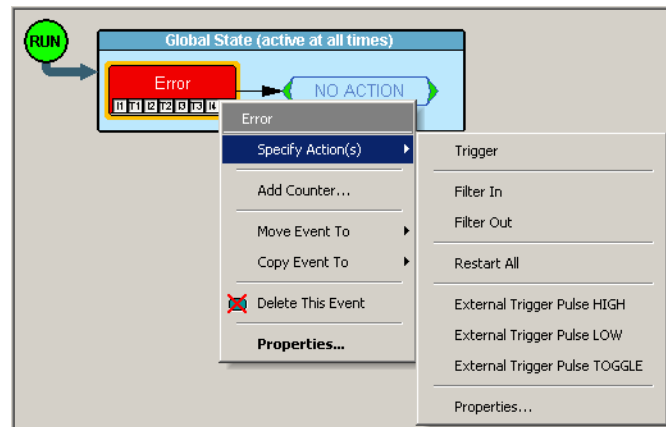 RUN
Global State (active at all times)
Error
NO ACTION
I1 T1 I2 T2 I3 T3 I4
Error
Specify Action(s)
Add Counter...
Move Event To
Copy Event To
Delete This Event
Properties...
Trigger
Filter In
Filter Out
Restart All
External Trigger Pulse HIGH
External Trigger Pulse LOW
External Trigger Pulse TOGGLE
Properties...